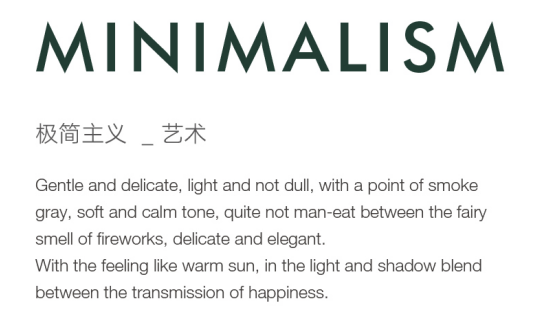 MINIMALISM
极简主义 _ 艺术
Gentle and delicate, light and not dull, with a point of smoke
gray, soft and calm tone, quite not man-eat between the fairy
smell of fireworks, delicate and elegant.
With the feeling like warm sun, in the light and shadow blend
between the transmission of happiness.